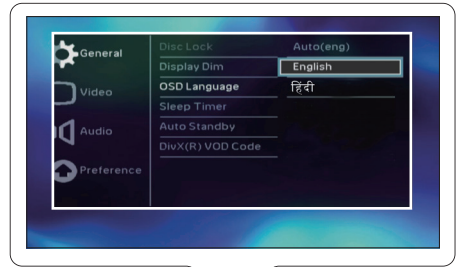 General
Video
Audio
Preference
Disc Lock
Display Dim
OSD Language
Sleep Timer
Auto Standby
DivX(R) VOD Code
Auto(eng)
English
हिंदी